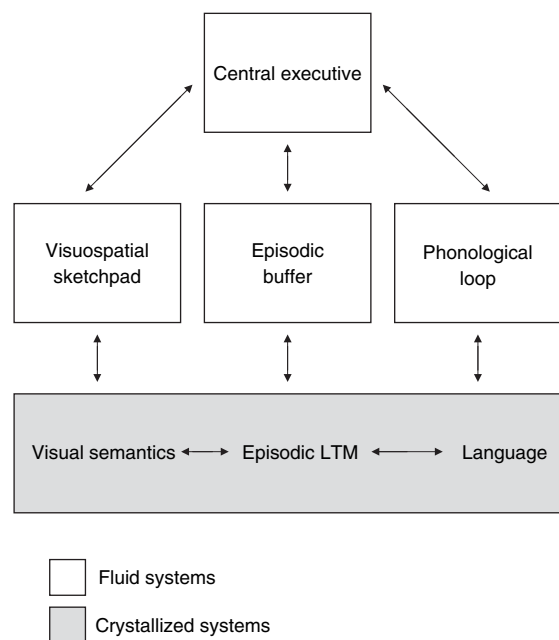 Central executive
Visuospatial
sketchpad
Episodic
buffer
Phonological
loop
Visual semantics
Episodic LTM
Language
Fluid systems
Crystallized systems